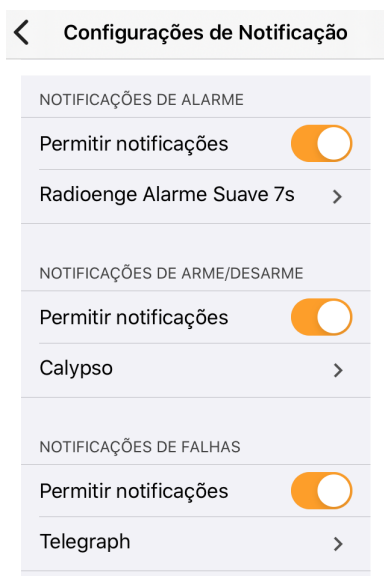 Configurações de Notificação
NOTIFICAÇÕES DE ALARME
Permitir notificações
Radioenge Alarme Suave 7s
NOTIFICAÇÕES DE ARME/DESARME
Permitir notificações
Calypso
NOTIFICAÇÕES DE FALHAS
Permitir notificações
Telegraph